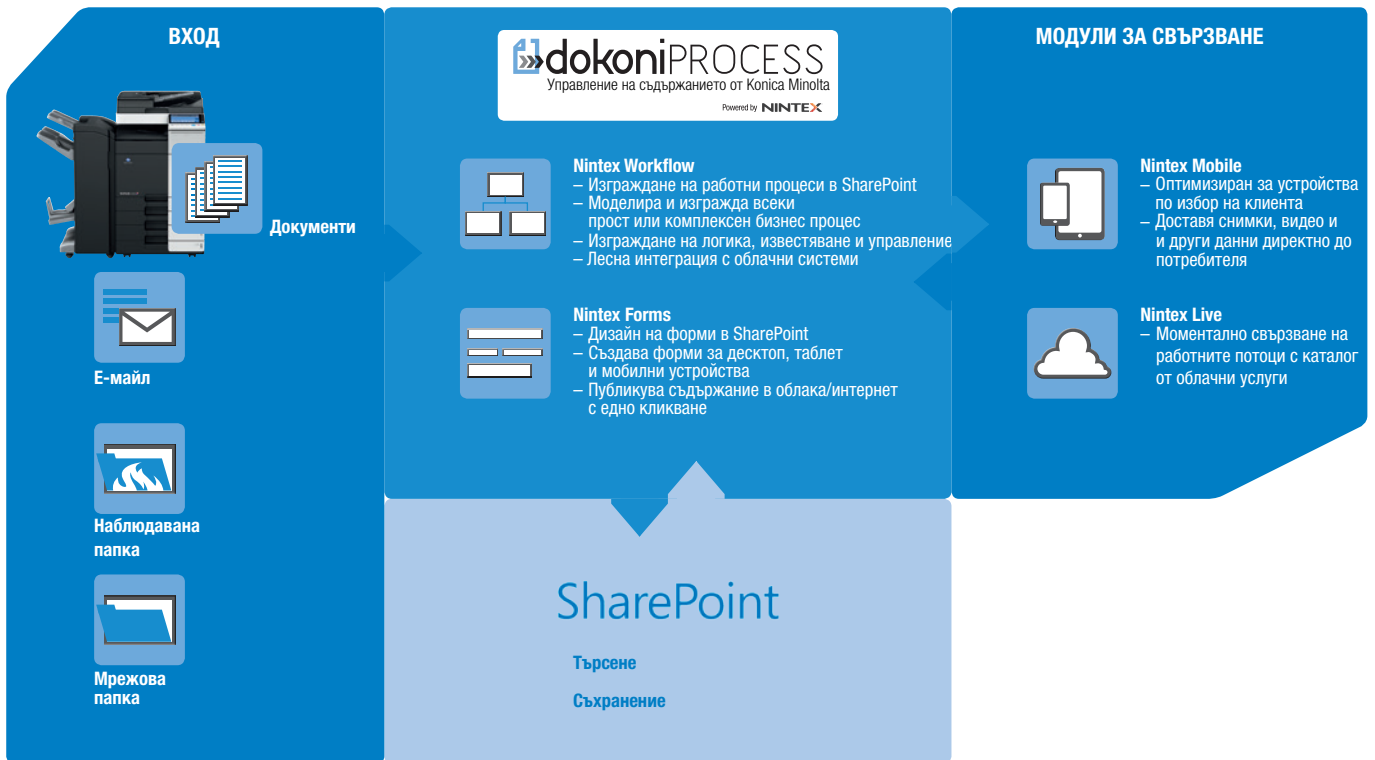 ВХОД
Документи
Е-майл
Наблюдавана
папка
Мрежова
папка
dokoniPROCESS
Управление на съдържанието от Konica Minolta
Powered by NINTEX
Nintex Workflow
– Изграждане на работни процеси в SharePoint
– Моделира и изгражда всеки
прост или комплексен бизнес процес
– Изграждане на логика, известяване и управление
– Лесна интеграция с облачни системи
Nintex Forms
– Дизайн на форми в SharePoint
– Създава форми за десктоп, таблет
и мобилни устройства
– Публикува съдържание в облака/интернет
с едно кликване
SharePoint
Търсене
Съхранение
МОДУЛИ ЗА СВЪРЗВАНЕ
Nintex Mobile
– Оптимизиран за устройства
по избор на клиента
– Доставя снимки, видео и
и други данни директно до
потребителя
Nintex Live
– Моментално свързване на
работните потоци с каталог
от облачни услуги